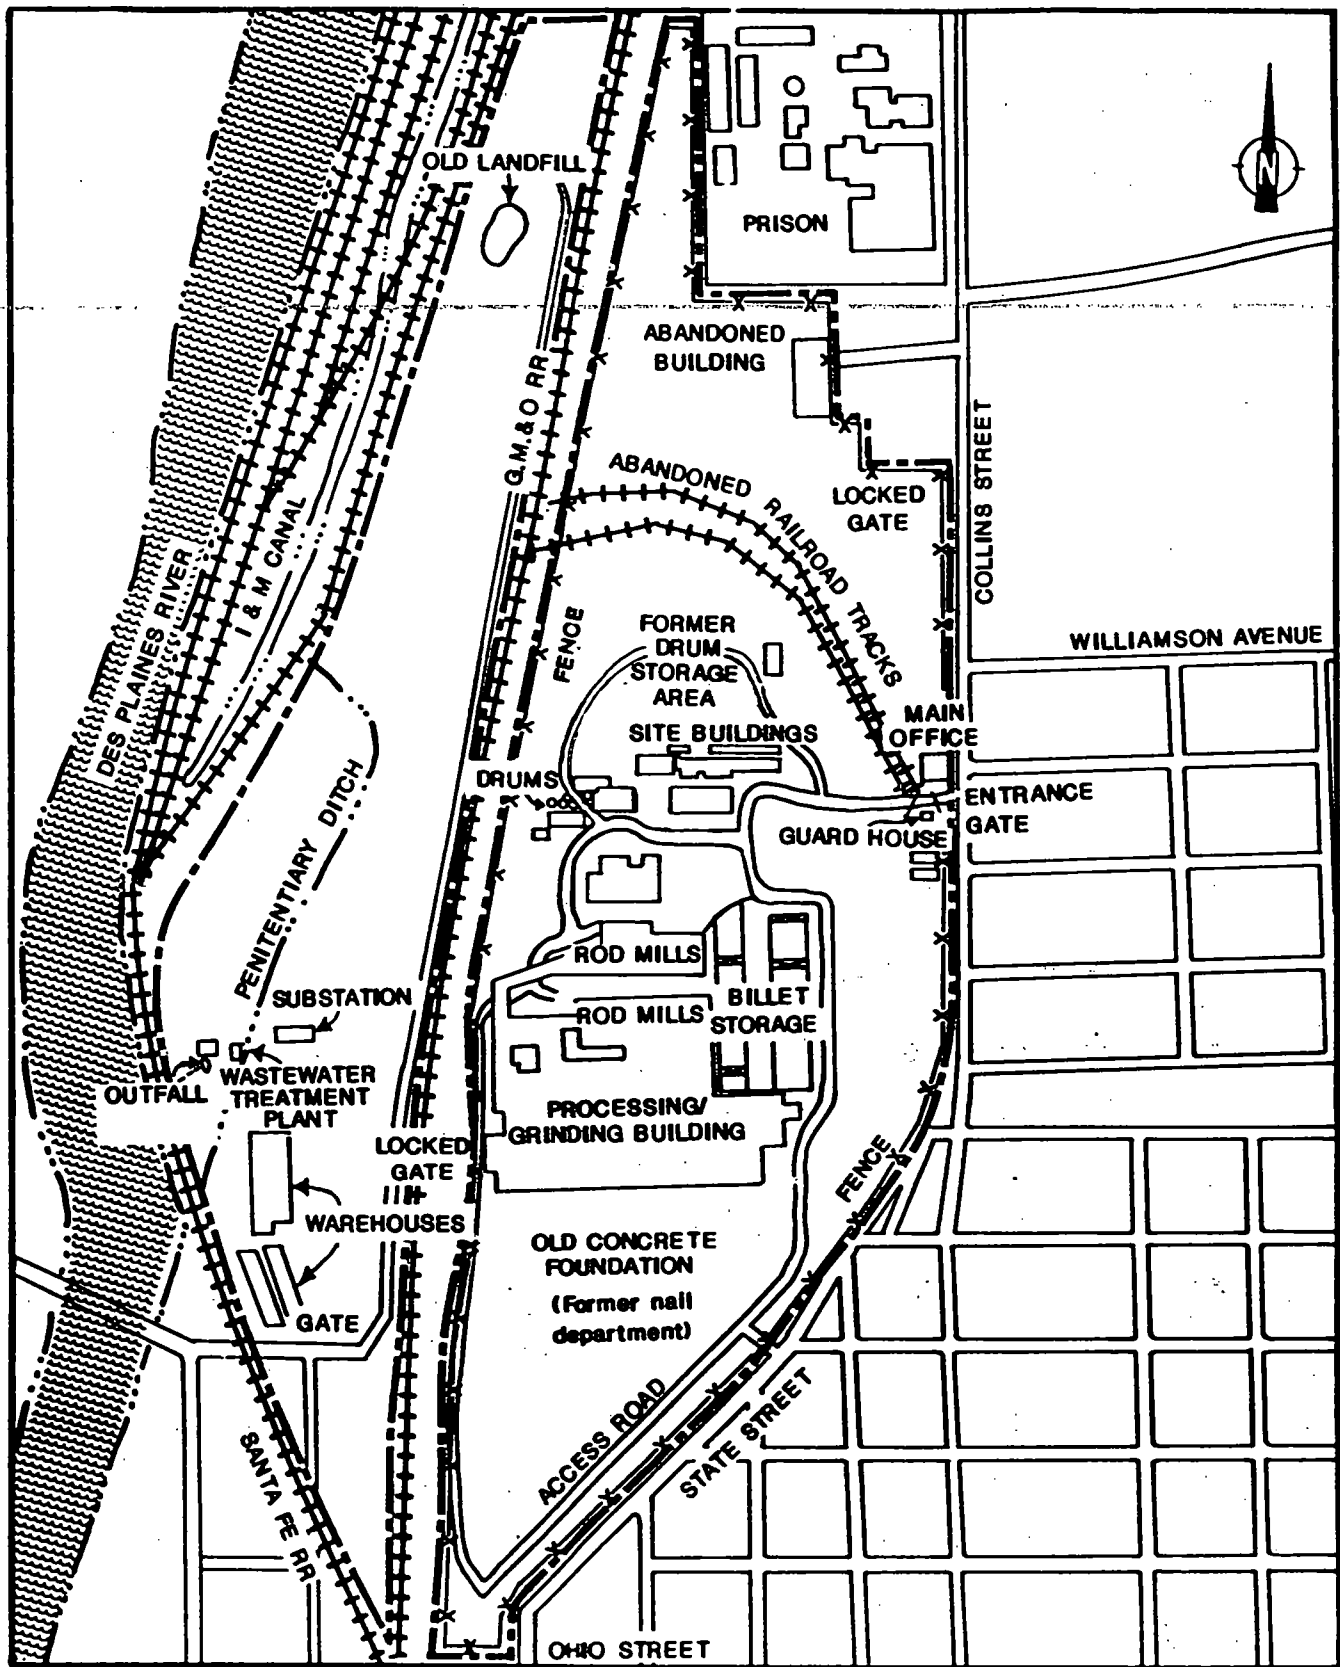 OLD LANDFILL
N
PRISON
ABANDONED
BUILDING
G.M.&O RR
ABANDONED RAILROAD TRACKS
LOCKED
GATE
COLLINS STREET
DES PLAINES RIVER
I & M CANAL
FENCE
FORMER
DRUM
STORAGE
AREA
WILLIAMSON AVENUE
MAIN
OFFICE
SITE BUILDINGS
DRUMS
ENTRANCE
GATE
GUARD HOUSE
PENITENTIARY DITCH
ROD MILLS
SUBSTATION
BILLET
STORAGE
ROD MILLS
OUTFALL
WASTEWATER
TREATMENT
PLANT
PROCESSING/
GRINDING BUILDING
LOCKED
GATE
FENCE
WAREHOUSES
OLD CONCRETE
FOUNDATION
(Former nail
department)
GATE
ACCESS ROAD
STATE STREET
SANTA FE RR
OHIO STREET